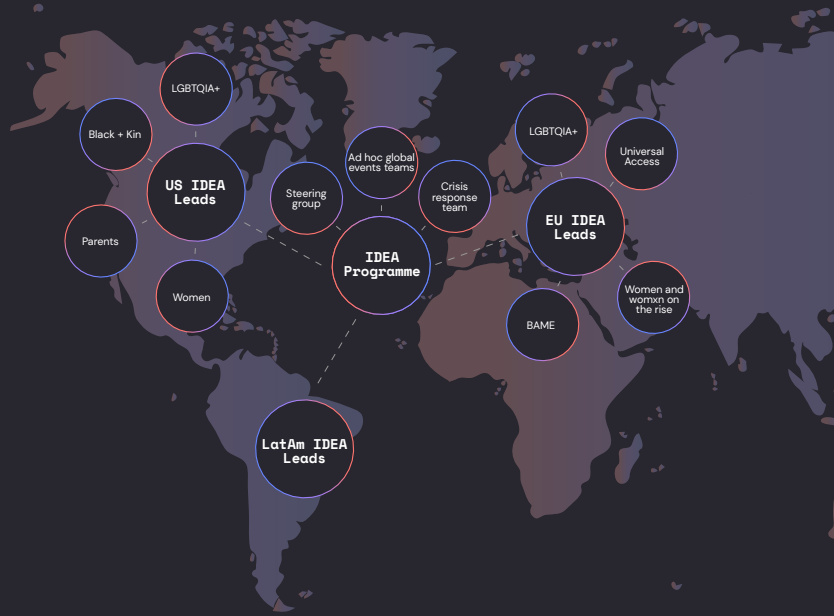 LGBTQIA+
Black + Kin
US IDEA
Leads
Parents
Women
Steering
group
Ad hoc global
events teams
Crisis
response
team
IDEA
Programme
LGBTQIA+
Universal
Access
EU IDEA
Leads
Women and
womxn on
the rise
BAME
LatAm IDEA
Leads